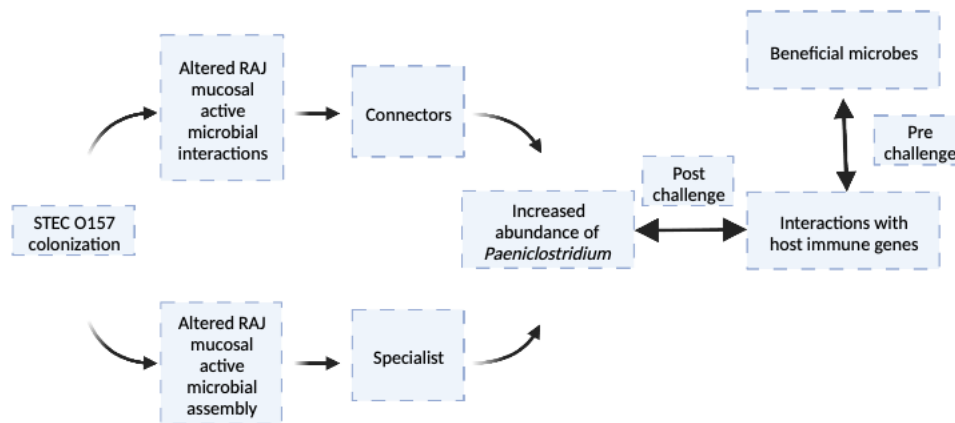 STEC O157
colonization
Altered RAJ
mucosal
active
microbial
interactions
Connectors
Altered RAJ
mucosal
active
microbial
assembly
Specialist
Increased
abundance of
Paeniclostridium
Post
challenge
Interactions with
host immune genes
Pre
challenge
Beneficial microbes